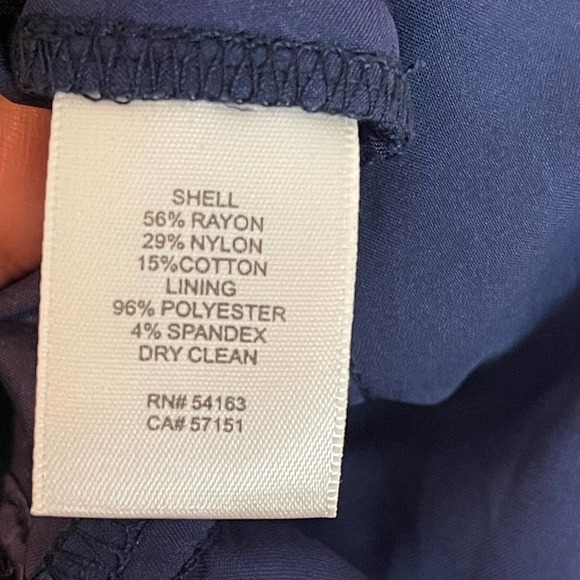 SHELL
56% RAYON
29% NYLON
15%COTTON
LINING
96% POLYESTER
4% SPANDEX
DRY CLEAN
RN# 54163
CA# 57151